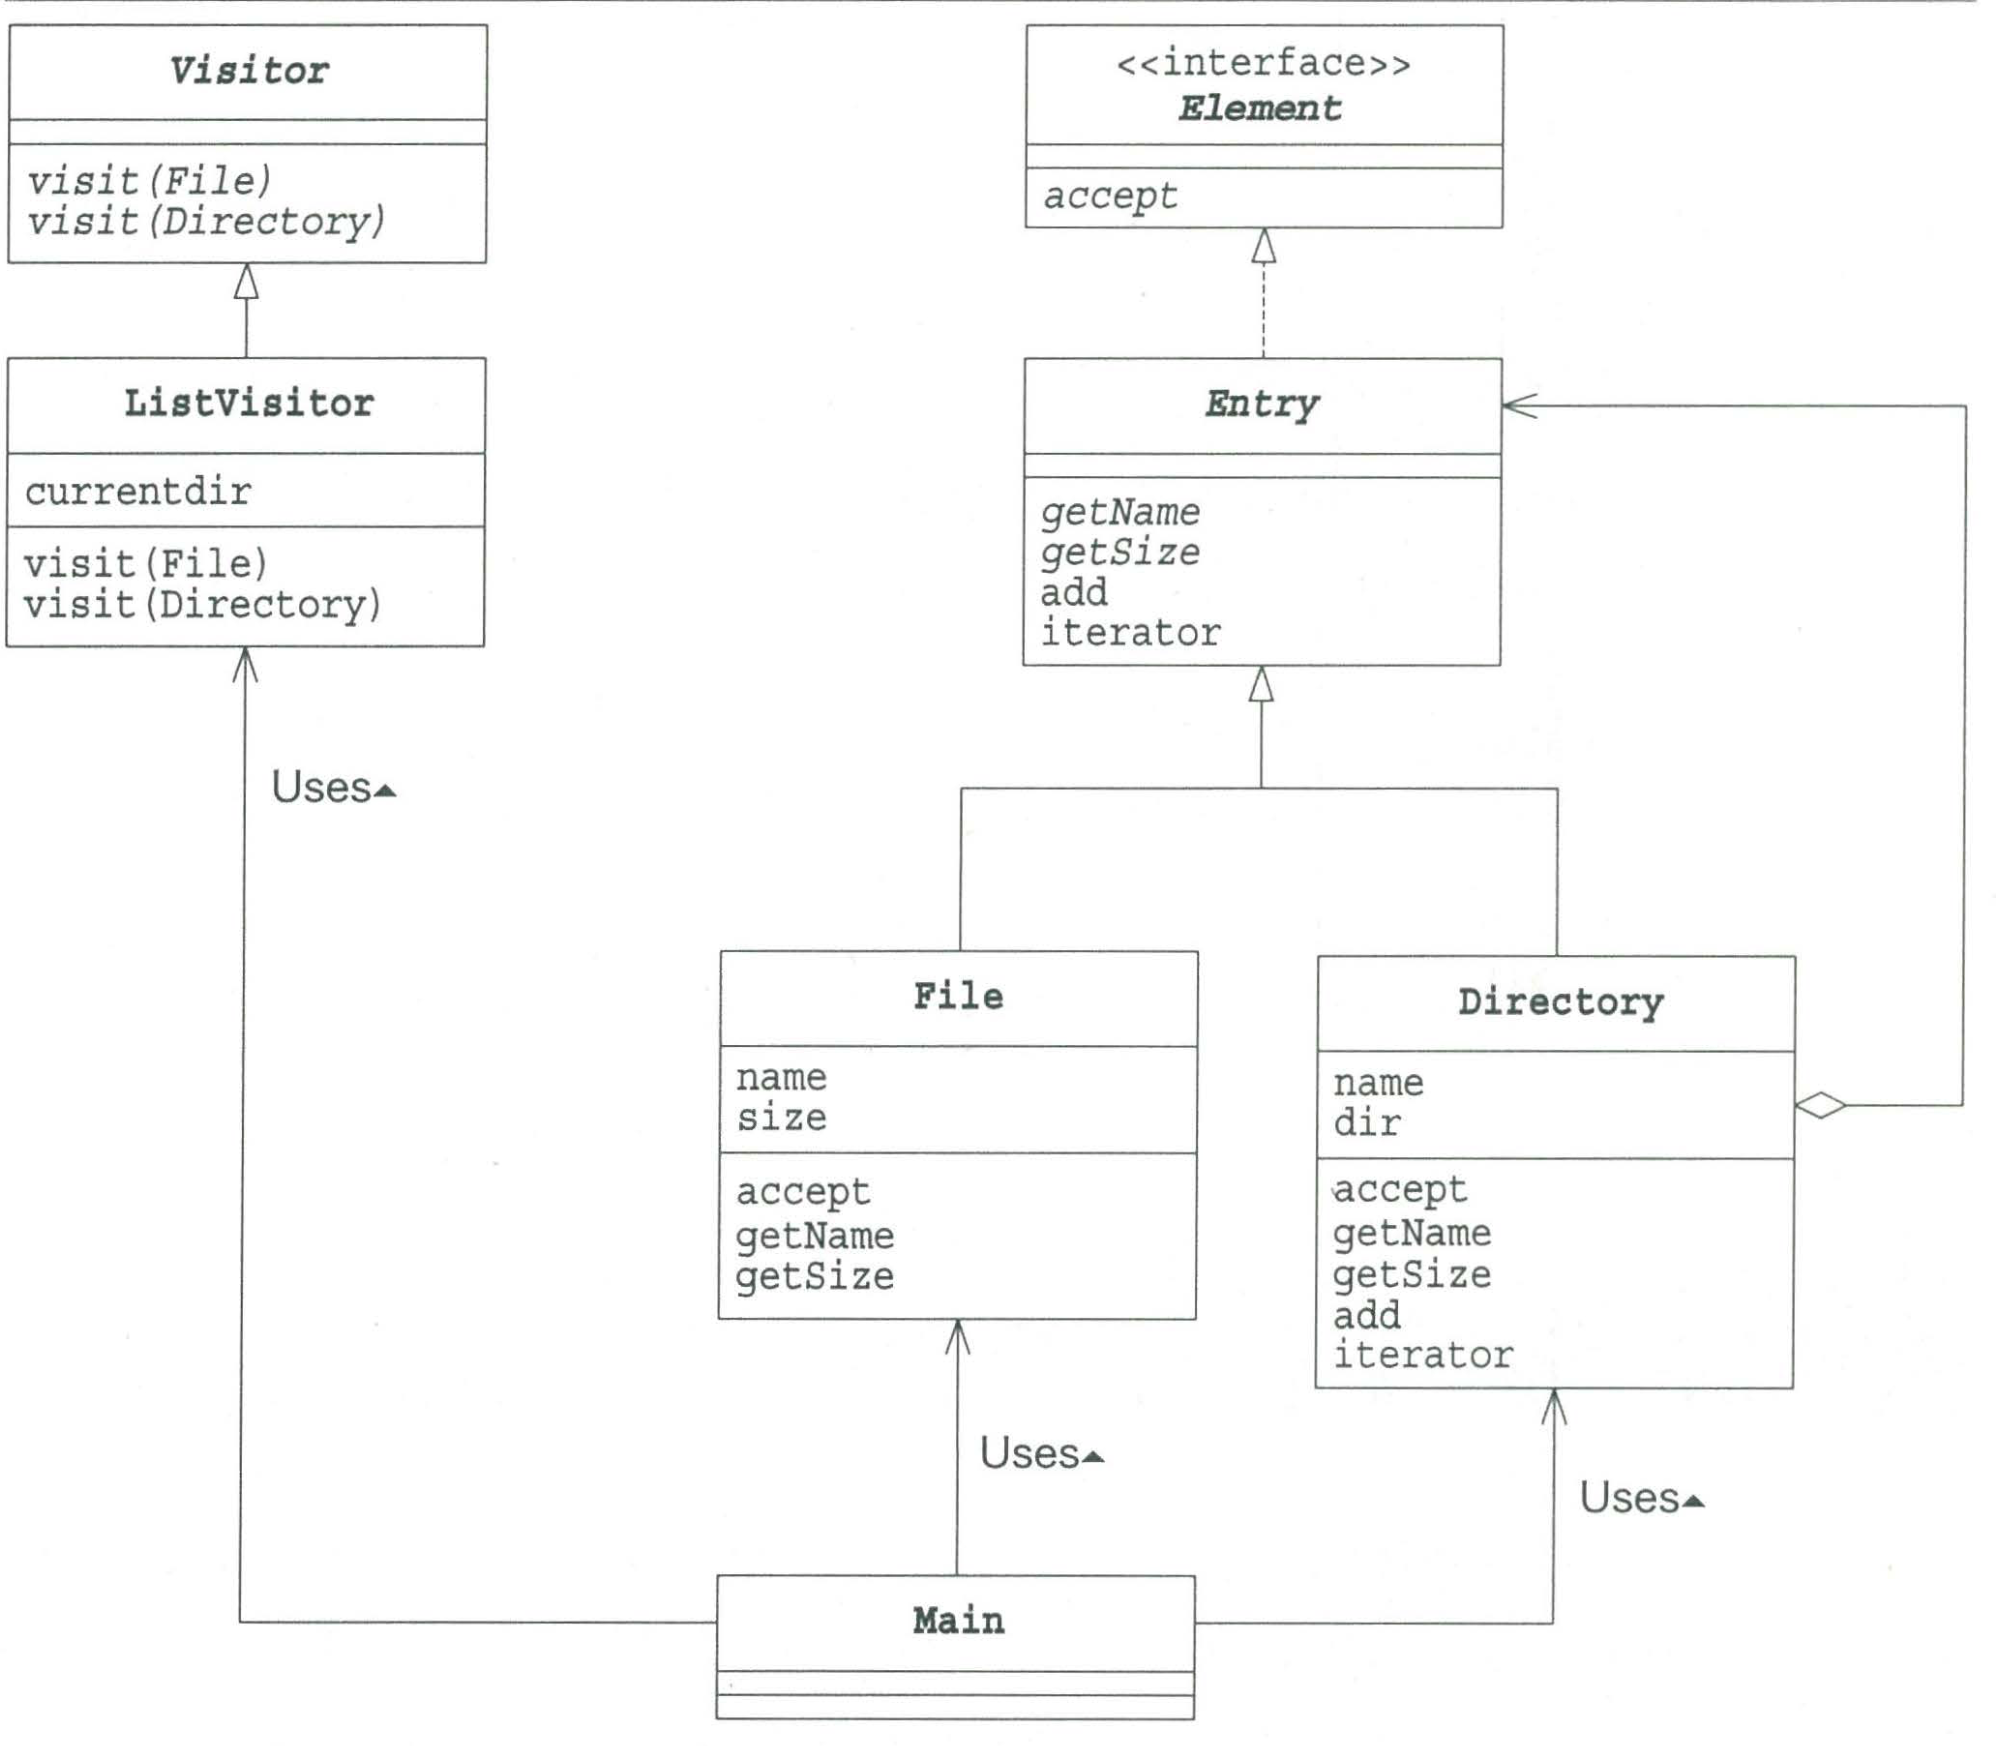 Visitor
visit(File)
visit(Directory)
<<interface>>
Element
accept
ListVisitor
currentdir
visit(File)
visit(Directory)
Entry
getName
getSize
add
iterator
Uses▲
File
name
size
accept
getName
getSize
Directory
name
dir
accept
getName
getSize
add
iterator
Uses▲
Uses▲
Main